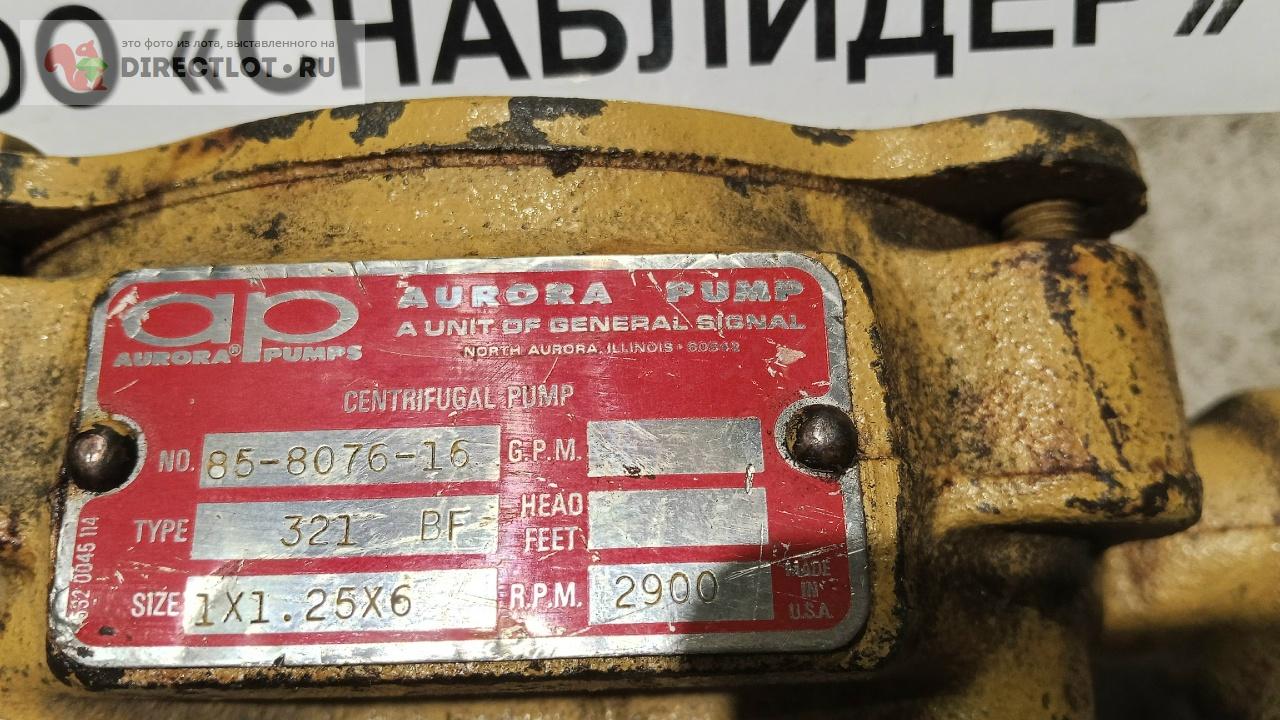 ОО «СНАБЛИДЕР»
это фото из лота, выставленного на
DIRECTLOT.RU
ap
AURORA® PUMPS
AURORA PUMP
A UNIT OF GENERAL SIGNAL
NORTH AURORA, ILLINOIS • 60542
CENTRIFUGAL PUMP
NO. 85-8076-16 G.P.M.
TYPE 321 BF HEAD FEET
SIZE 1X1.25X6 R.P.M. 2900
MADE IN U.S.A.